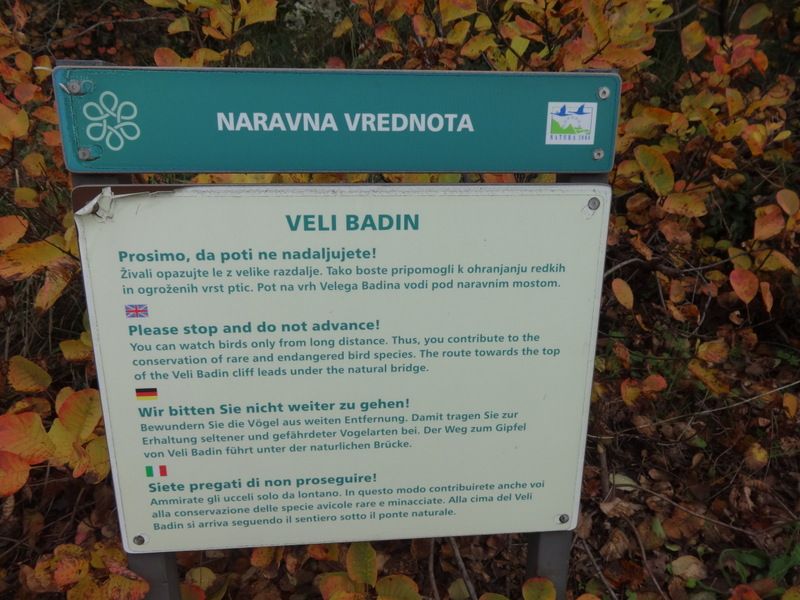 NARAVNA VREDNOTA
NATURA 2000
VELI BADIN
Prosimo, da poti ne nadaljujete!
Živali opazujte le z velike razdalje. Tako boste pripomogli k ohranjanju redkih
in ogroženih vrst ptic. Pot na vrh Velega Badina vodi pod naravnim mostom.
Please stop and do not advance!
You can watch birds only from long distance. Thus, you contribute to the
conservation of rare and endangered bird species. The route towards the top
of the Veli Badin cliff leads under the natural bridge.
Wir bitten Sie nicht weiter zu gehen!
Bewundern Sie die Vögel aus weiten Entfernung. Damit tragen Sie zur
Erhaltung seltener und gefährdeter Vogelarten bei. Der Weg zum Gipfel
von Veli Badin führt unter der naturlichen Brücke.
Siete pregati di non proseguire!
Ammirate gli ucceli solo da lontano. In questo modo contribuirete anche voi
alla conservazione delle specie avicole rare e minacciate. Alla cima del Veli
Badin si arriva seguendo il sentiero sotto il ponte naturale.